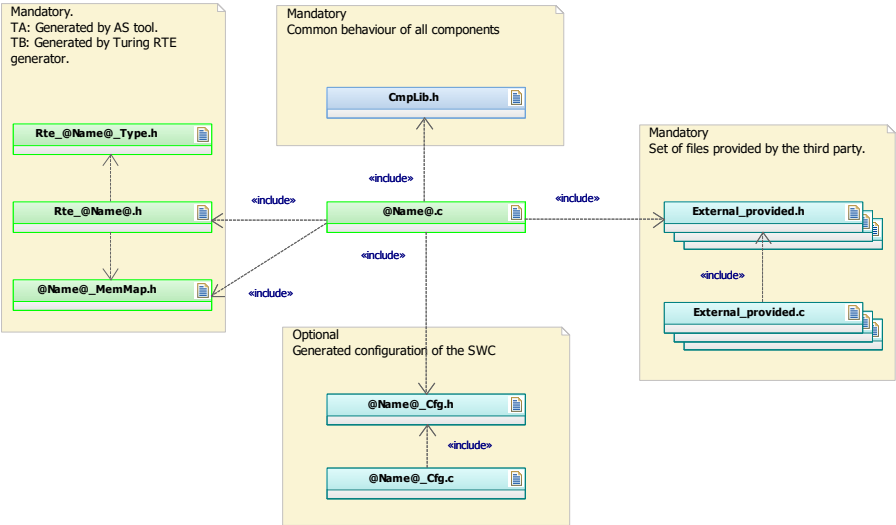 Mandatory.
TA: Generated by AS tool.
TB: Generated by Turing RTE
generator.
Rte_@Name@_Type.h
Rte_@Name@.h
@Name@_MemMap.h
Mandatory
Common behaviour of all components
CmpLib.h
«include»
«include»
@Name@.c
«include»
«include»
«include»
Mandatory
Set of files provided by the third party.
External_provided.h
«include»
External_provided.c
Optional
Generated configuration of the SWC
@Name@_Cfg.h
«include»
@Name@_Cfg.c